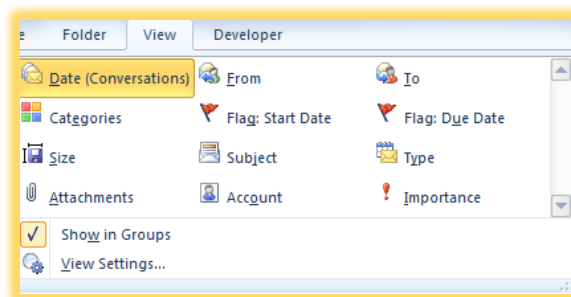 Folder View Developer
Date (Conversations) From To
Categories Flag: Start Date Flag: Due Date
Size Subject Type
Attachments Account Importance
Show in Groups
View Settings...